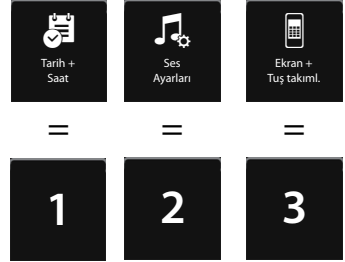 Tarih +
Saat
Ses
Ayarları
Ekran +
Tuş takıml.
= = =
1 2 3